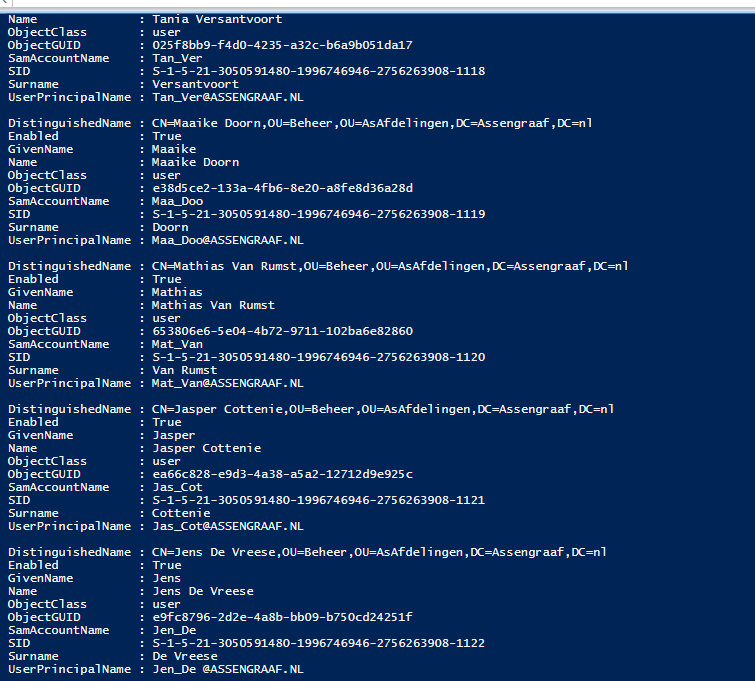 Name              : Tania Versantvoort
ObjectClass       : user
ObjectGUID        : 025f8bb9-f4d0-4235-a32c-b6a9b051da17
SamAccountName    : Tan_Ver
SID               : S-1-5-21-3050591480-1996746946-2756263908-1118
Surname           : Versantvoort
UserPrincipalName : Tan_Ver@ASSENGRAAF.NL

DistinguishedName : CN=Maaike Doorn,OU=Beheer,OU=AsAfdelingen,DC=Assengraaf,DC=nl
Enabled           : True
GivenName         : Maaike
Name              : Maaike Doorn
ObjectClass       : user
ObjectGUID        : e38d5ce2-133a-4fb6-8e20-a8fe8d36a28d
SamAccountName    : Maa_Doo
SID               : S-1-5-21-3050591480-1996746946-2756263908-1119
Surname           : Doorn
UserPrincipalName : Maa_Doo@ASSENGRAAF.NL

DistinguishedName : CN=Mathias Van Rumst,OU=Beheer,OU=AsAfdelingen,DC=Assengraaf,DC=nl
Enabled           : True
GivenName         : Mathias
Name              : Mathias Van Rumst
ObjectClass       : user
ObjectGUID        : 653806e6-5e04-4b72-9711-102ba6e82860
SamAccountName    : Mat_Van
SID               : S-1-5-21-3050591480-1996746946-2756263908-1120
Surname           : Van Rumst
UserPrincipalName : Mat_Van@ASSENGRAAF.NL

DistinguishedName : CN=Jasper Cottenie,OU=Beheer,OU=AsAfdelingen,DC=Assengraaf,DC=nl
Enabled           : True
GivenName         : Jasper
Name              : Jasper Cottenie
ObjectClass       : user
ObjectGUID        : ea66c828-e9d3-4a38-a5a2-12712d9e925c
SamAccountName    : Jas_Cot
SID               : S-1-5-21-3050591480-1996746946-2756263908-1121
Surname           : Cottenie
UserPrincipalName : Jas_Cot@ASSENGRAAF.NL

DistinguishedName : CN=Jens De Vreese,OU=Beheer,OU=AsAfdelingen,DC=Assengraaf,DC=nl
Enabled           : True
GivenName         : Jens
Name              : Jens De Vreese
ObjectClass       : user
ObjectGUID        : e9fc8796-2d2e-4a8b-bb09-b750cd24251f
SamAccountName    : Jen_De
SID               : S-1-5-21-3050591480-1996746946-2756263908-1122
Surname           : De Vreese
UserPrincipalName : Jen_De @ASSENGRAAF.NL